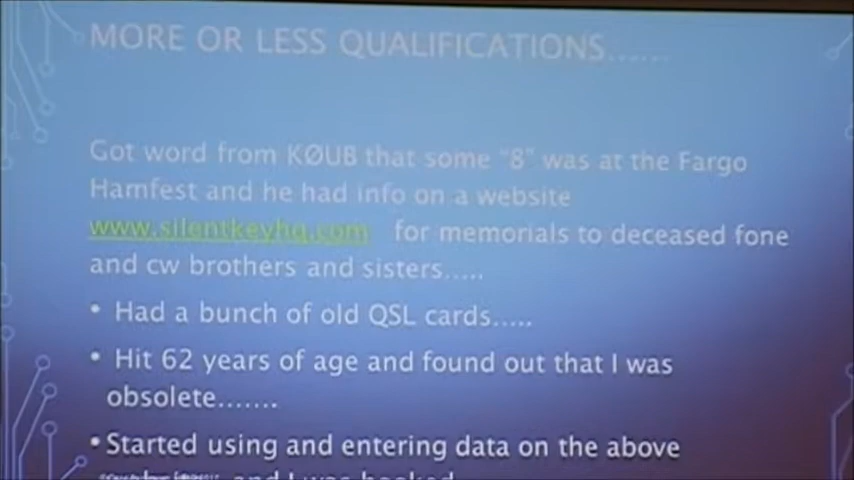 MORE OR LESS QUALIFICATIONS......
Got word from KØUB that some "8" was at the Fargo
Hamfest and he had info on a website
www.silentkeyhq.com for memorials to deceased fone
and cw brothers and sisters.....
• Had a bunch of old QSL cards.....
• Hit 62 years of age and found out that I was
obsolete.......
• Started using and entering data on the above
and I was hooked